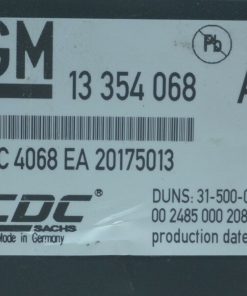 GM 13 354 068 A
Pb
C 4068 EA 20175013
CDC® DUNS: 31-500-
SACHS 00 2485 000 208
Made in Germany production date